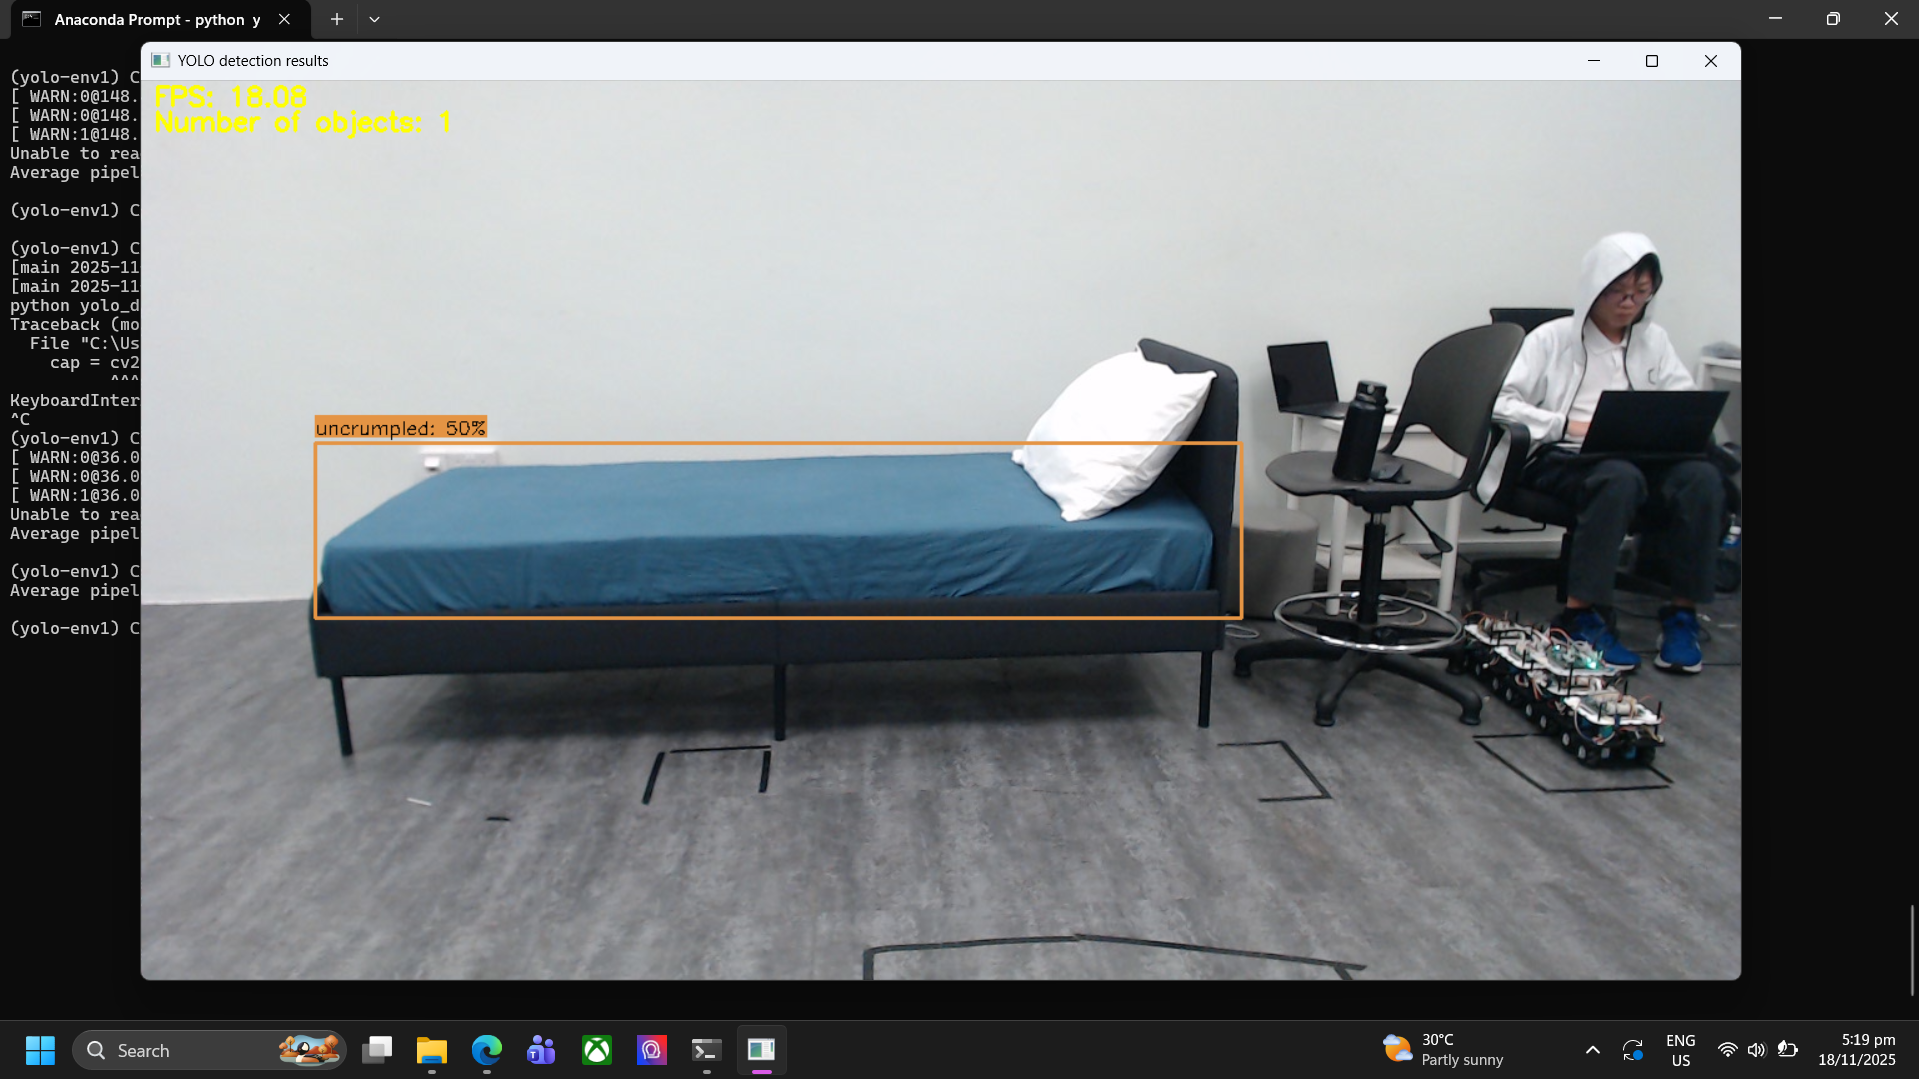 Anaconda Prompt - python y
YOLO detection results
(yolo-env1) C
[ WARN:0@148.
[ WARN:0@148.
[ WARN:1@148.
Unable to rea
Average pipel
(yolo-env1) C
(yolo-env1) C
[main 2025-11
[main 2025-11
python yolo_d
Traceback (mo
File "C:\Us
cap = cv2
^^^
KeyboardInter
^C
(yolo-env1) C
[ WARN:0@36.0
[ WARN:0@36.0
[ WARN:1@36.0
Unable to rea
Average pipel
(yolo-env1) C
Average pipel
(yolo-env1) C
FPS: 18.08
Number of objects: 1
uncrumpled: 50%
Search
30°C
Partly sunny
ENG
US
5:19 pm
18/11/2025